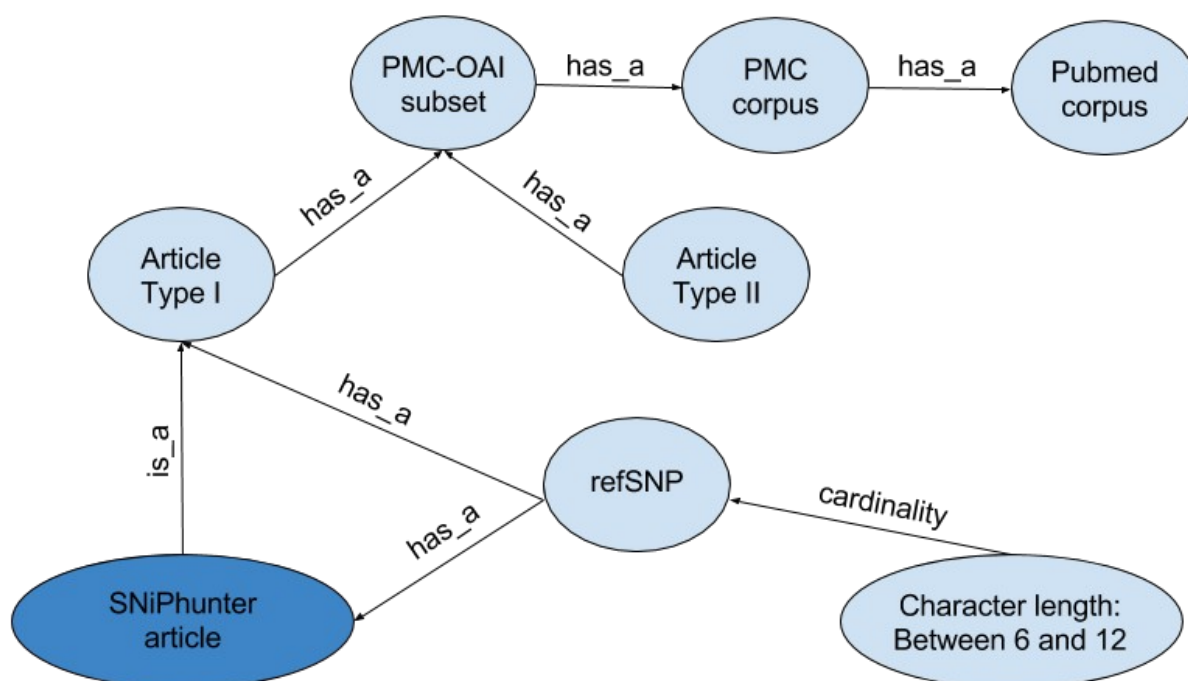 PMC-OAI
subset
has_a
PMC
corpus
has_a
Pubmed
corpus
has_a
has_a
Article
Type I
Article
Type II
is_a
has_a
has_a
refSNP
cardinality
SNiPhunter
article
Character length:
Between 6 and 12